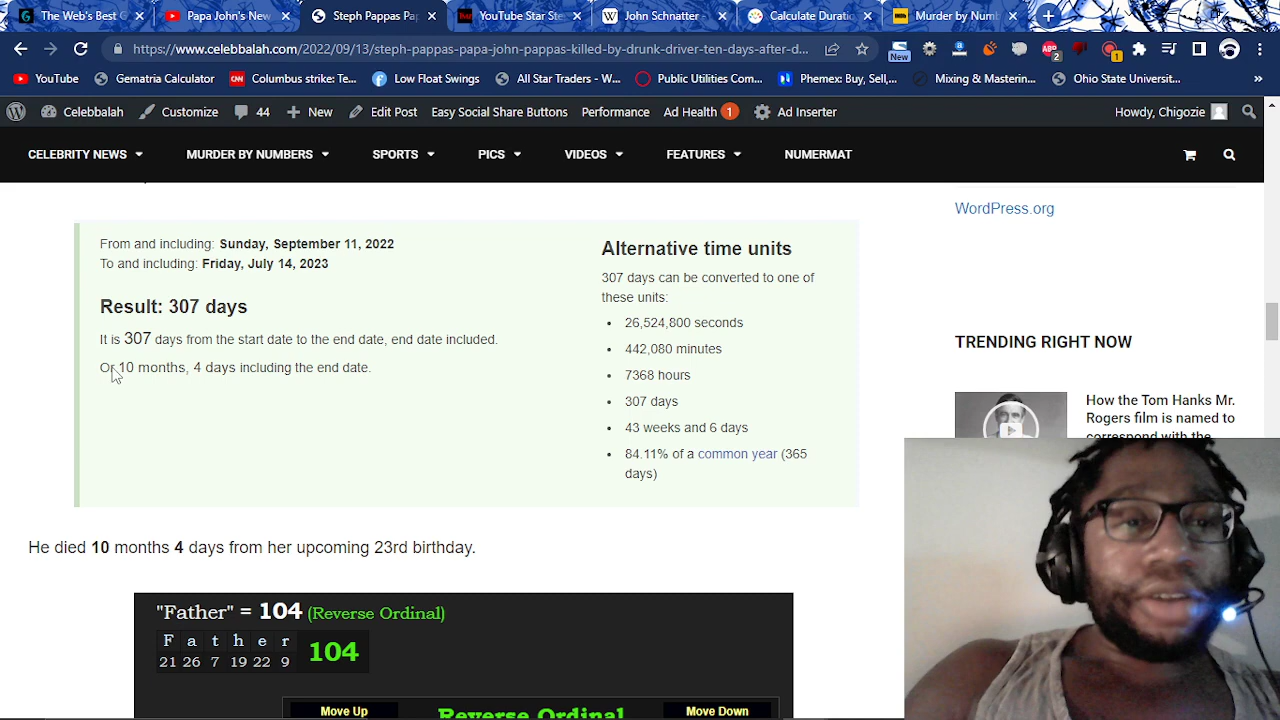 The Web's Best G
Papa John's New
Steph Pappas Pa
YouTube Star Ste
John Schnatter -
Calculate Durati
Murder by Numb
https://www.celebbalah.com/2022/09/13/steph-pappas-papa-john-pappas-killed-by-drunk-driver-ten-days-after-d...
New
ABP
2
1
YouTube
Gematria Calculator
Columbus strike: Te...
Low Float Swings
All Star Traders - W...
Public Utilities Com...
Phemex: Buy, Sell,...
Mixing & Masterin...
Ohio State Universit...
»
Celebbalah
Customize
44
New
Edit Post
Easy Social Share Buttons
Performance
Ad Health 1
Ad Inserter
Howdy, Chigozie
CELEBRITY NEWS
MURDER BY NUMBERS
SPORTS
PICS
VIDEOS
FEATURES
NUMERMAT
From and including: Sunday, September 11, 2022
To and including: Friday, July 14, 2023
Result: 307 days
It is 307 days from the start date to the end date, end date included.
Or 10 months, 4 days including the end date.
Alternative time units
307 days can be converted to one of
these units:
26,524,800 seconds
442,080 minutes
7368 hours
307 days
43 weeks and 6 days
84.11% of a common year (365
days)
He died 10 months 4 days from her upcoming 23rd birthday.
"Father" = 104 (Reverse Ordinal)
F a t h e r
21 26 7 19 22 9
104
Move Up
Reverse Ordinal
Move Down
WordPress.org
TRENDING RIGHT NOW
How the Tom Hanks Mr.
Rogers film is named to
correspond with the